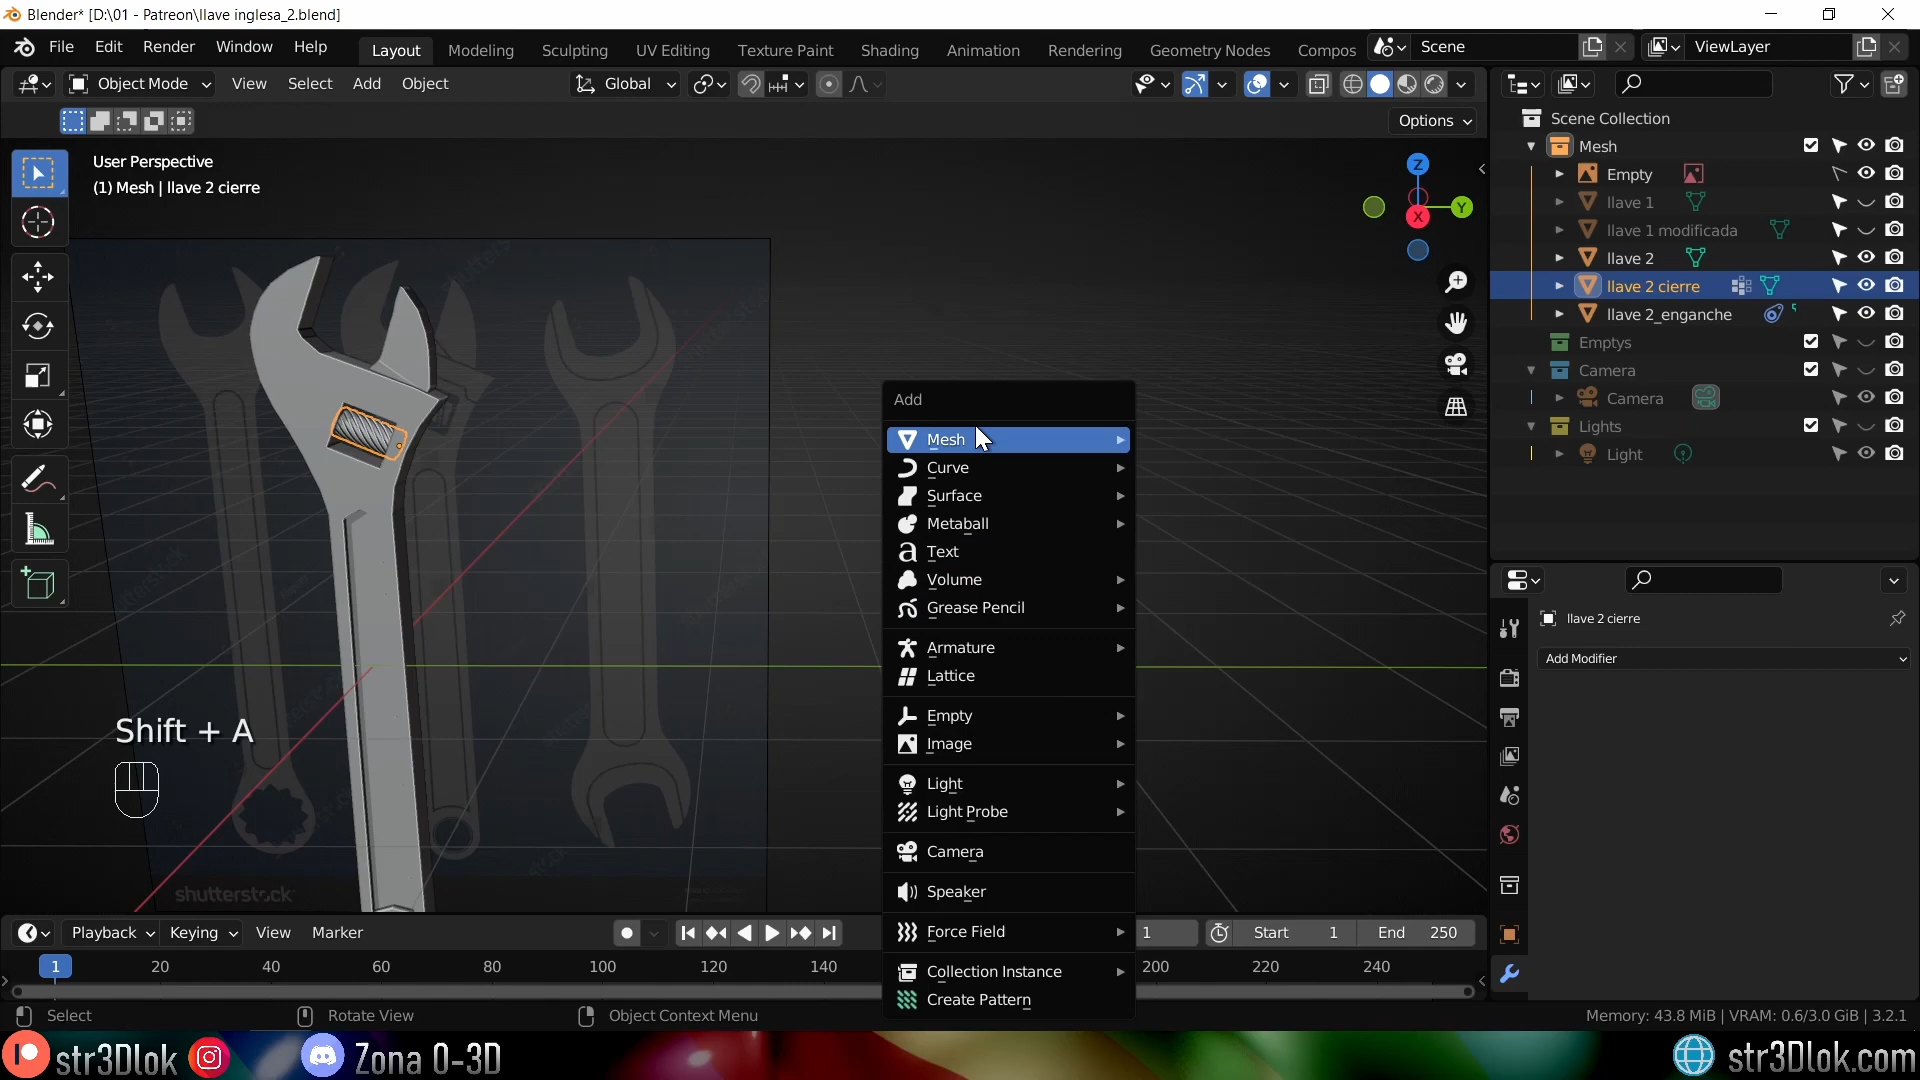 Blender* [D:\01 - Patreon\llave inglesa_2.blend]
File Edit Render Window Help Layout Modeling Sculpting UV Editing Texture Paint Shading Animation Rendering Geometry Nodes Compos Scene ViewLayer
Object Mode View Select Add Object Global
Options
User Perspective
(1) Mesh | llave 2 cierre
Z
Y
X
Scene Collection
Mesh
Empty
llave 1
llave 1 modificada
llave 2
llave 2 cierre
llave 2_enganche
Emptys
Camera
Camera
Lights
Light
Add
Mesh
Curve
Surface
Metaball
Text
Volume
Grease Pencil
Armature
Lattice
Empty
Image
Light
Light Probe
Camera
Speaker
Force Field
Collection Instance
Create Pattern
llave 2 cierre
Add Modifier
Shift + A
shutterstock
Playback Keying View Marker 1 Start 1 End 250
1 20 40 60 80 100 120 140 200 220 240
Select Rotate View Object Context Menu Memory: 43.8 MiB | VRAM: 0.6/3.0 GiB | 3.2.1
str3Dlok Zona 0-3D str3Dlok.com